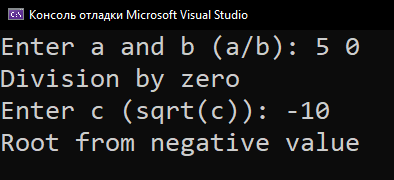 Консоль отладки Microsoft Visual Studio
Enter a and b (a/b): 5 0
Division by zero
Enter c (sqrt(c)): -10
Root from negative value